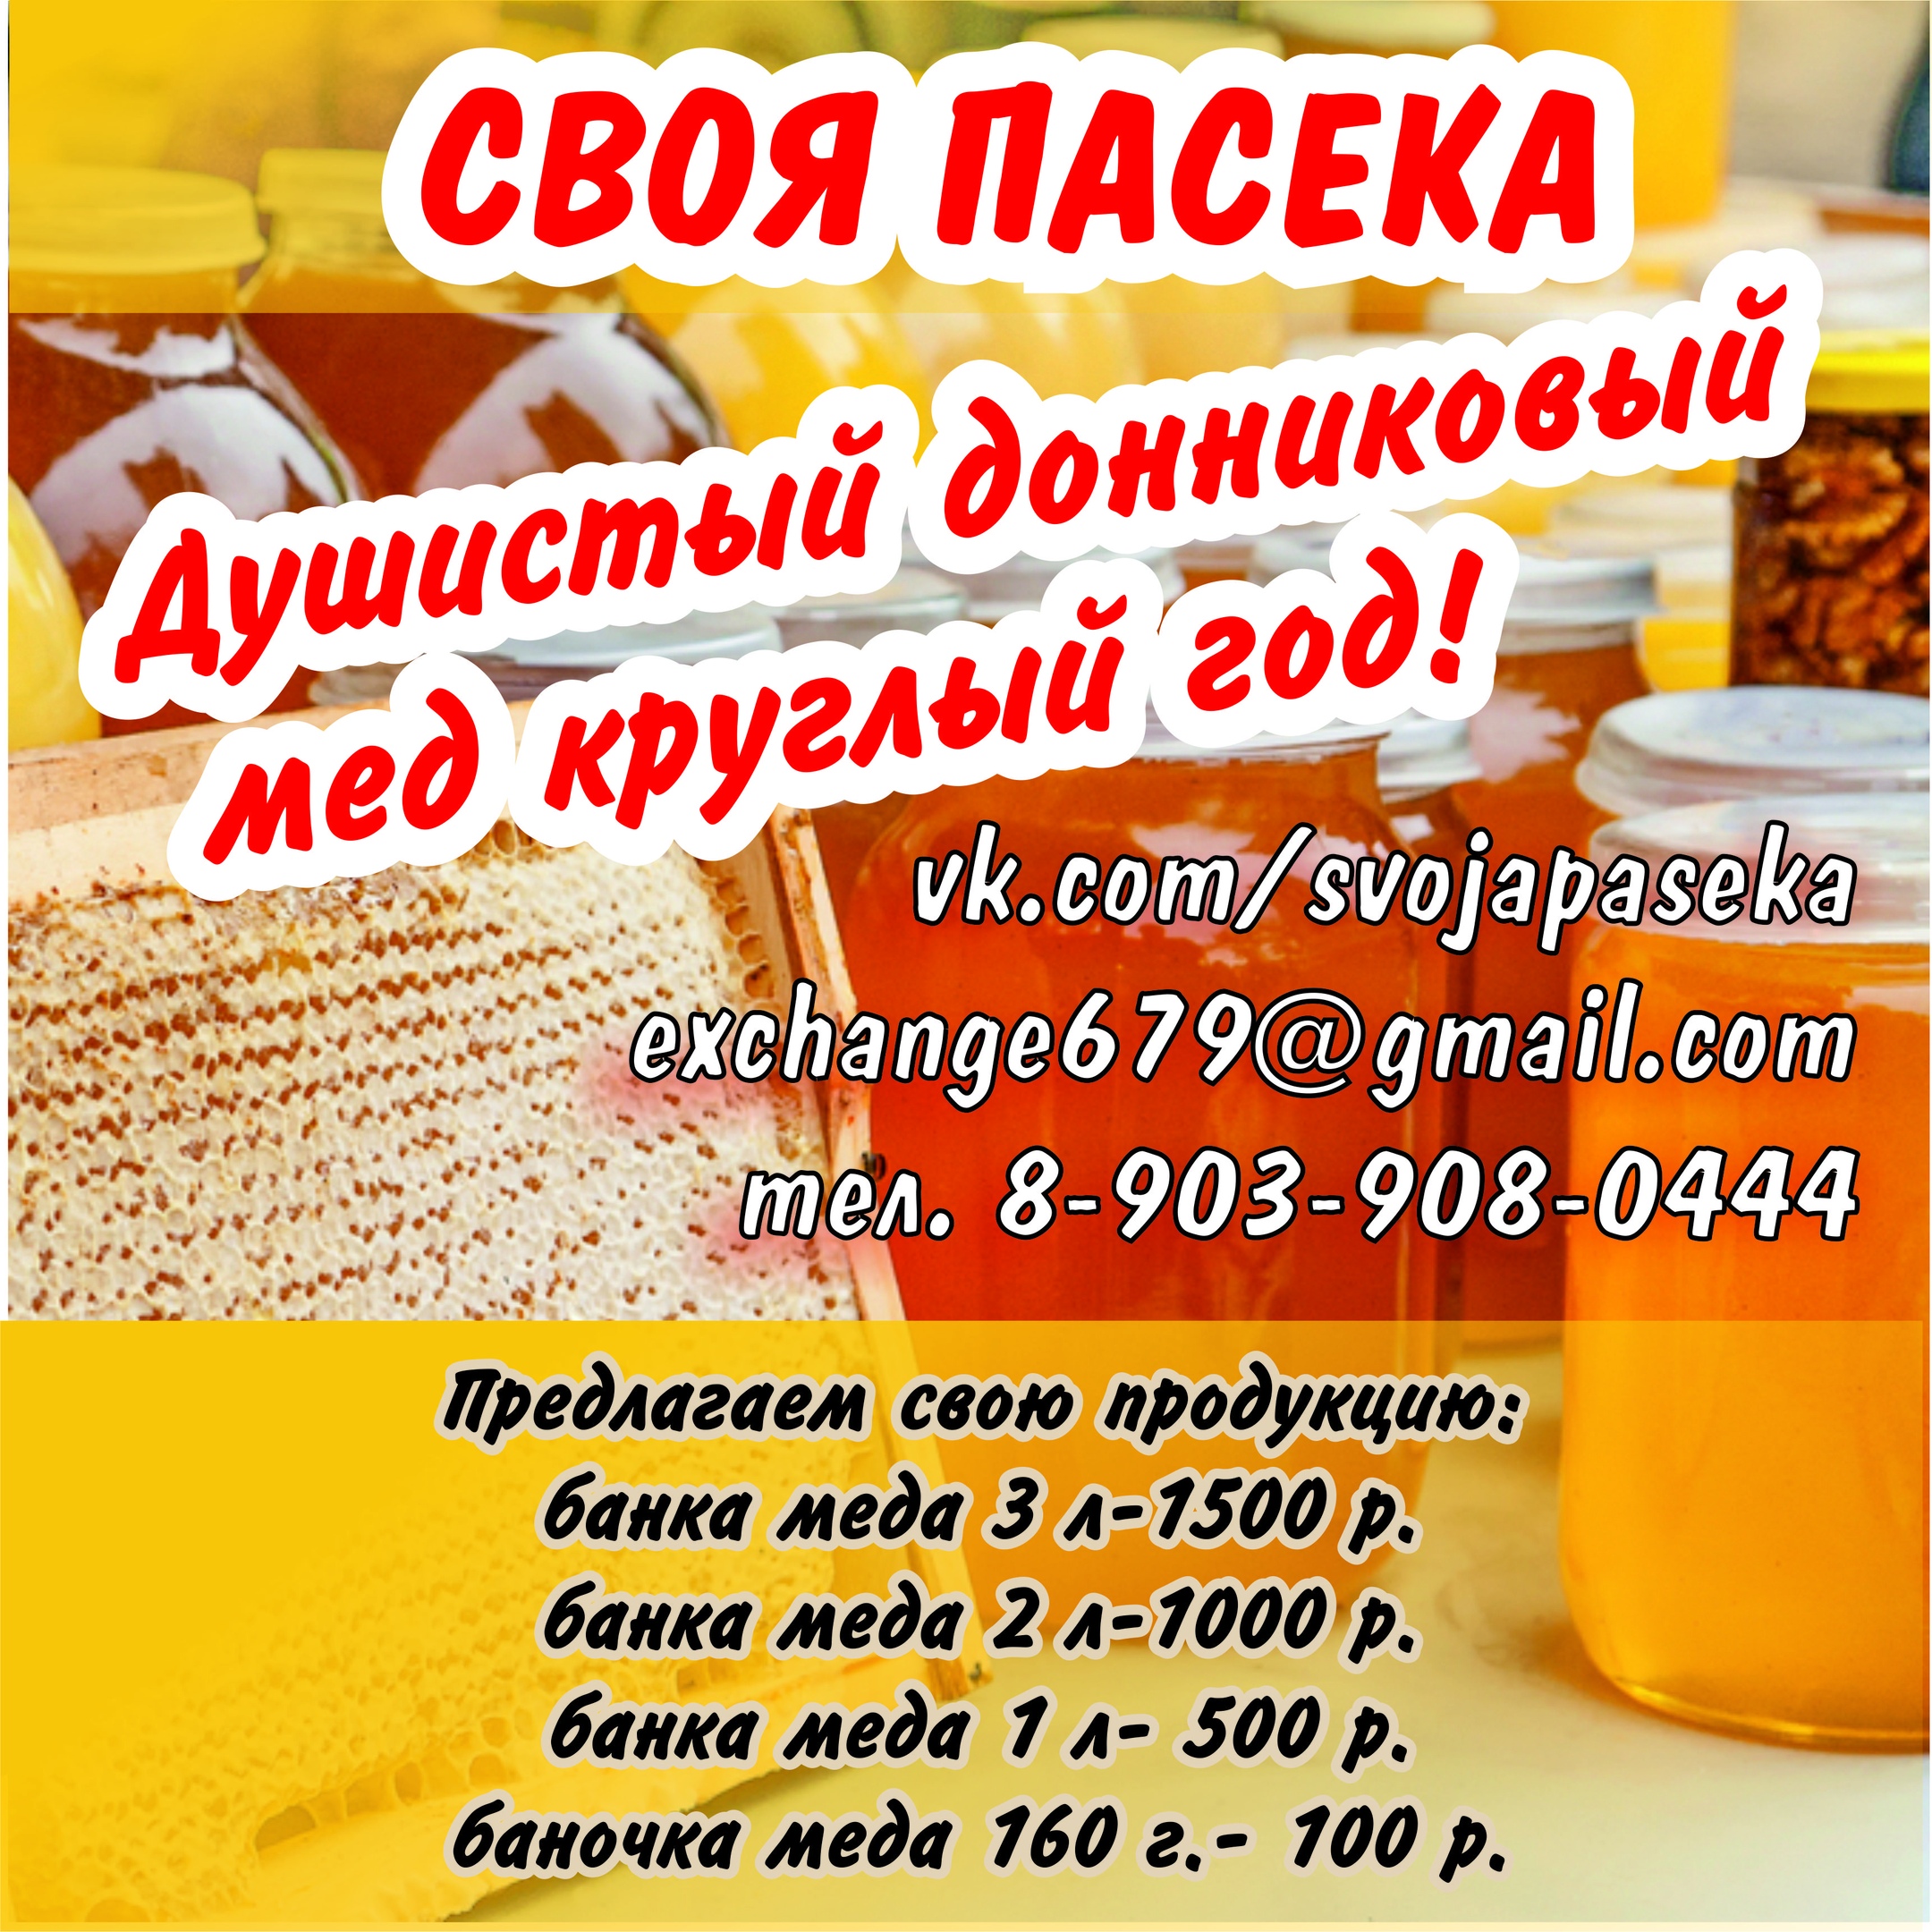 СВОЯ ПАСЕКА
Душистый донниковый
мед круглый год!
vk.com/svojapaseka
exchange679@gmail.com
тел. 8-903-908-0444
Предлагаем свою продукцию:
банка меда 3 л-1500 р.
банка меда 2 л-1000 р.
банка меда 1 л- 500 р.
баночка меда 160 г.- 100 р.